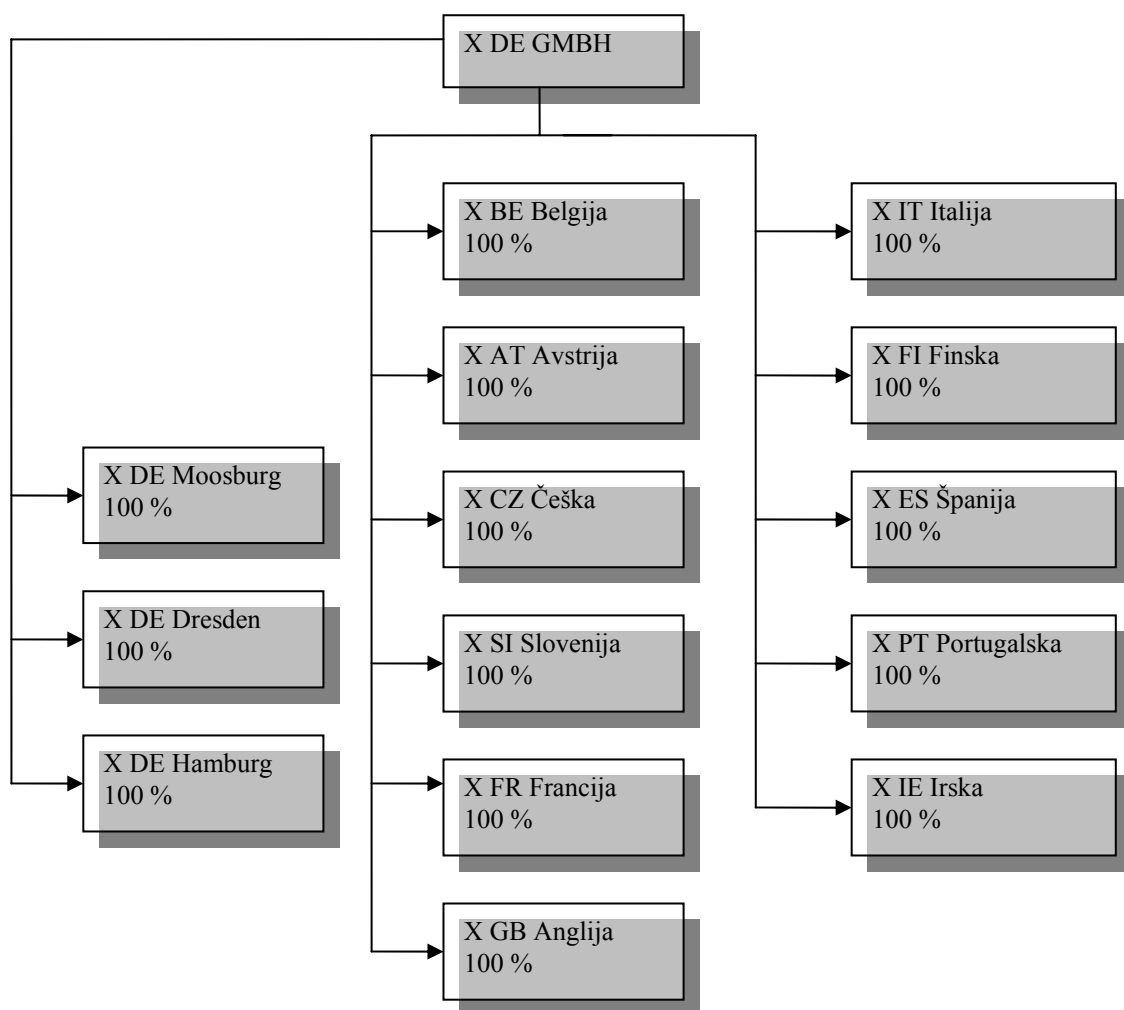 X DE GMBH
X BE Belgija
100 %
X AT Avstrija
100 %
X CZ Češka
100 %
X SI Slovenija
100 %
X FR Francija
100 %
X GB Anglija
100 %
X IT Italija
100 %
X FI Finska
100 %
X ES Španija
100 %
X PT Portugalska
100 %
X IE Irska
100 %
X DE Moosburg
100 %
X DE Dresden
100 %
X DE Hamburg
100 %